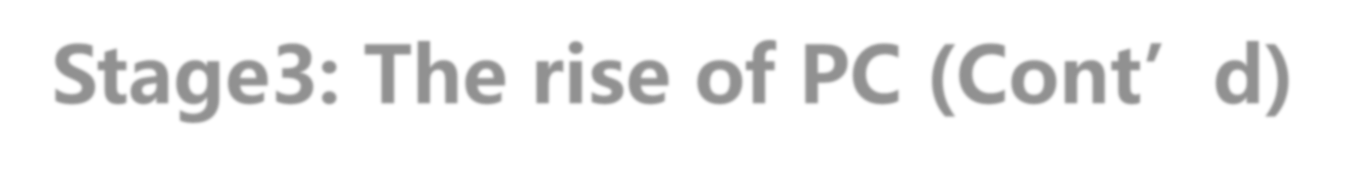 Stage3: The rise of PC (Cont’d)